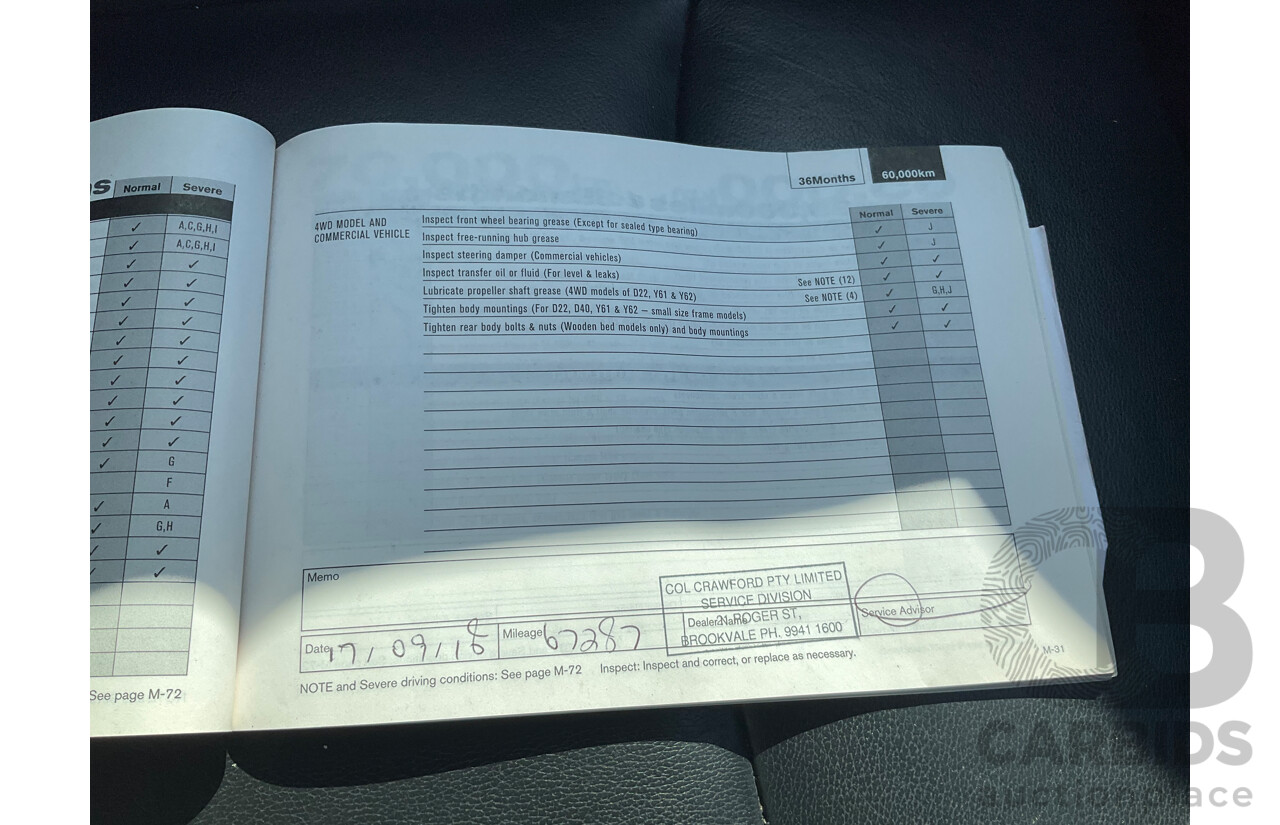 s Normal Severe
✓ A,C,G,H,I
✓ A,C,G,H,I
✓ ✓
✓ ✓
✓ ✓
✓ ✓
✓ ✓
✓ ✓
✓ ✓
✓ ✓
✓ ✓
✓ ✓
✓ G
F
✓ A
✓ G,H
✓ ✓
✓ ✓
See page M-72
36Months 60,000km
Normal Severe
4WD MODEL AND
COMMERCIAL VEHICLE
Inspect front wheel bearing grease (Except for sealed type bearing) ✓ J
Inspect free-running hub grease ✓ J
Inspect steering damper (Commercial vehicles) ✓ ✓
Inspect transfer oil or fluid (For level & leaks) See NOTE (12) ✓ ✓
Lubricate propeller shaft grease (4WD models of D22, Y61 & Y62) See NOTE (4) ✓ G,H,J
Tighten body mountings (For D22, D40, Y61 & Y62 – small size frame models) ✓ ✓
Tighten rear body bolts & nuts (Wooden bed models only) and body mountings ✓ ✓
Memo
COL CRAWFORD PTY LIMITED
SERVICE DIVISION
21 ROGER ST,
BROOKVALE PH. 9941 1600
Date 17/09/18 Mileage 67287 Dealer Name Service Advisor
NOTE and Severe driving conditions: See page M-72 Inspect: Inspect and correct, or replace as necessary.
M-31
CB
CARBIDS
auctionplace